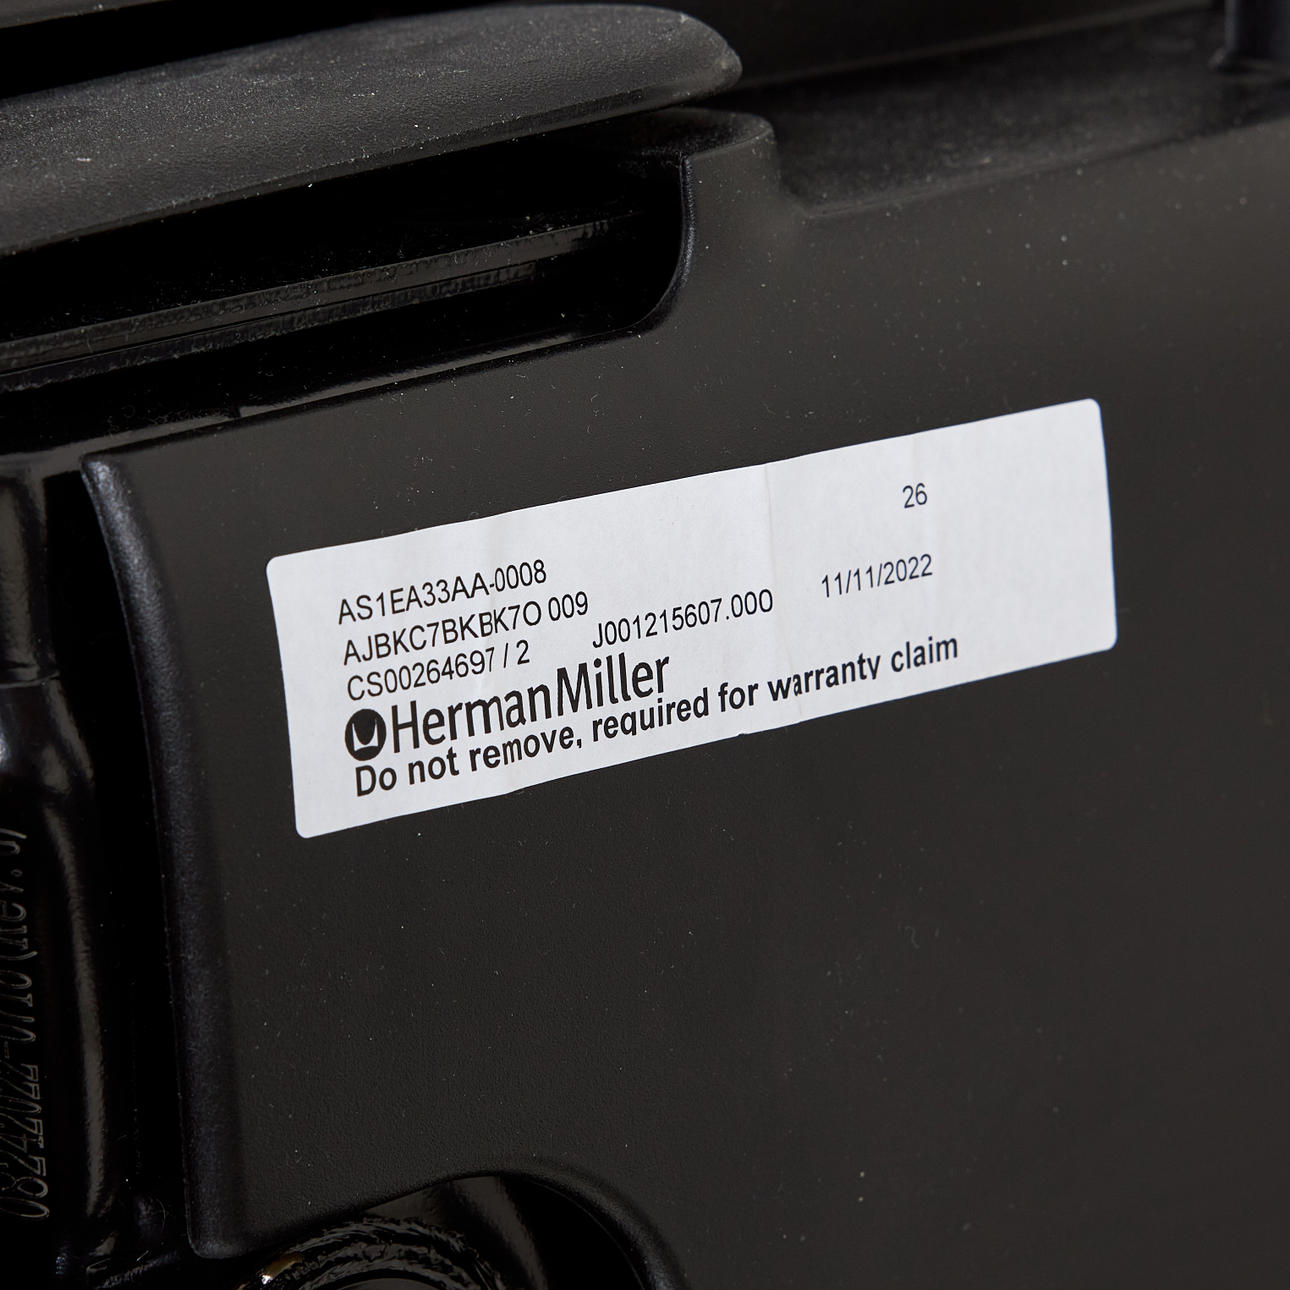 26
AS1EA33AA-0008
AJBKC7BKBK7O 009 11/11/2022
CS00264697 / 2 J001215607.000
HermanMiller
Do not remove, required for warranty claim